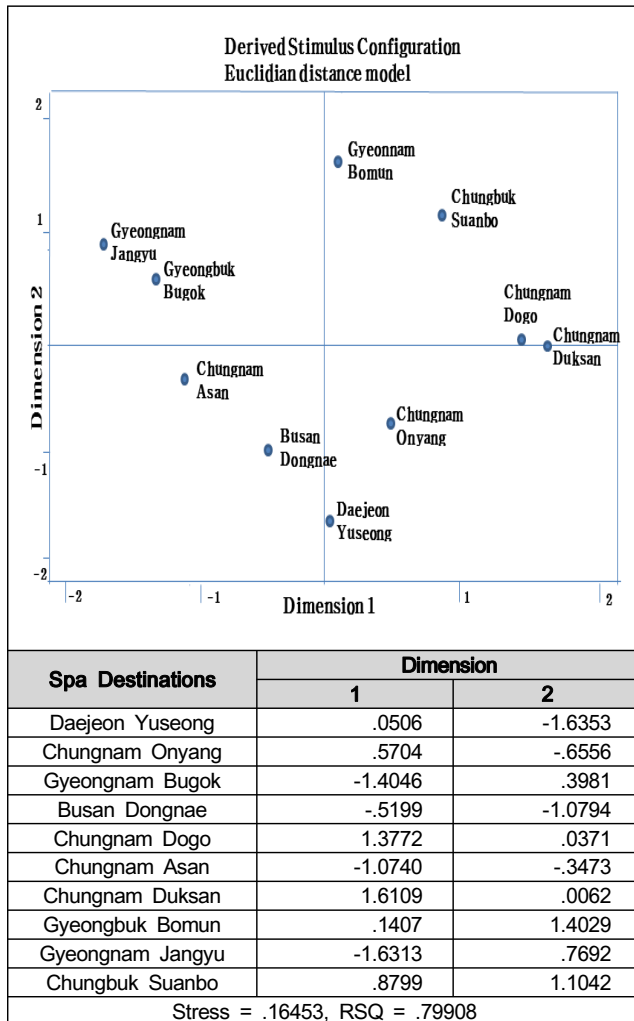 Derived Stimulus Configuration
Euclidian distance model
2
Gyeonnam
Bomun
Chungbuk
Suanbo
1
Gyeongnam
Jangyu
Gyeongbuk
Bugok
Chungnam
Dogo
Chungnam
Duksan
Dimension 2
Chungnam
Asan
Chungnam
Onyang
Busan
Dongnae
-1
Daejeon
Yuseong
-2
-2 -1 Dimension 1 1 2
Spa Destinations Dimension
1 2
Daejeon Yuseong .0506 -1.6353
Chungnam Onyang .5704 -.6556
Gyeongnam Bugok -1.4046 .3981
Busan Dongnae -.5199 -1.0794
Chungnam Dogo 1.3772 .0371
Chungnam Asan -1.0740 -.3473
Chungnam Duksan 1.6109 .0062
Gyeongbuk Bomun .1407 1.4029
Gyeongnam Jangyu -1.6313 .7692
Chungbuk Suanbo .8799 1.1042
Stress = .16453, RSQ = .79908